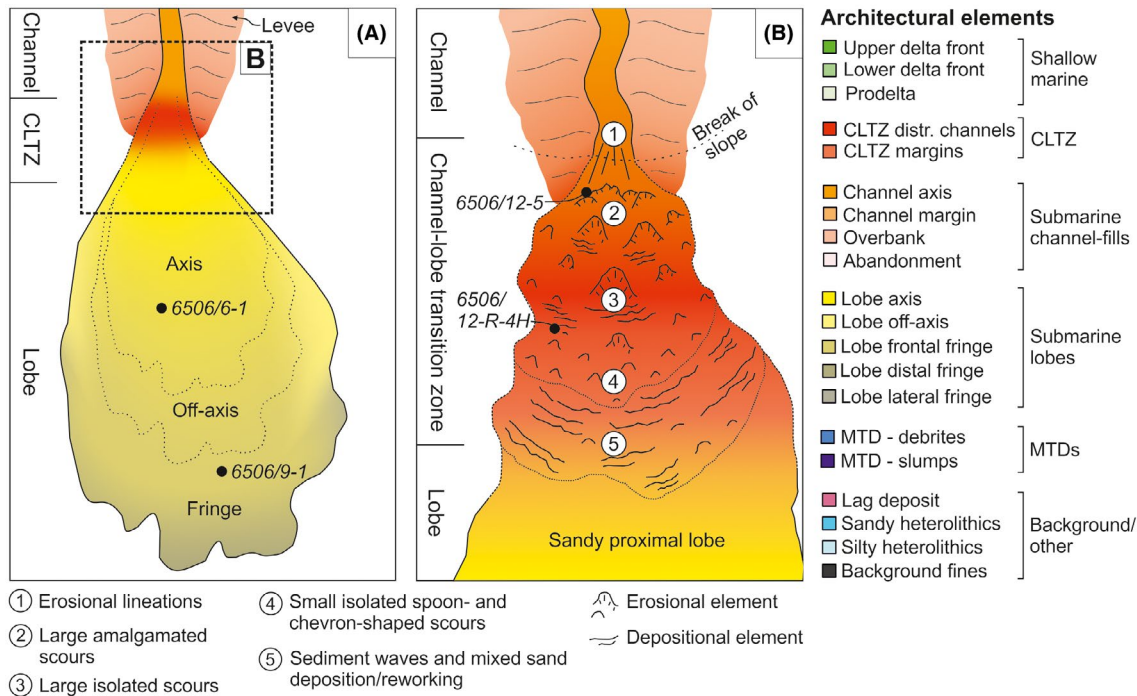 Levee
(A)
B
Channel
CLTZ
Lobe
Axis
6506/6-1
Off-axis
6506/9-1
Fringe
(B)
Channel
Channel-lobe transition zone
Lobe
1
Break of
slope
6506/12-5
2
6506/
12-R-4H
3
4
5
Sandy proximal lobe
Architectural elements
Upper delta front
Lower delta front
Prodelta
Shallow
marine
CLTZ distr. channels
CLTZ margins
CLTZ
Channel axis
Channel margin
Overbank
Abandonment
Submarine
channel-fills
Lobe axis
Lobe off-axis
Lobe frontal fringe
Lobe distal fringe
Lobe lateral fringe
Submarine
lobes
MTD - debrites
MTD - slumps
MTDs
Lag deposit
Sandy heterolithics
Silty heterolithics
Background fines
Background/
other
1 Erosional lineations
2 Large amalgamated
scours
3 Large isolated scours
4 Small isolated spoon- and
chevron-shaped scours
5 Sediment waves and mixed sand
deposition/reworking
Erosional element
Depositional element